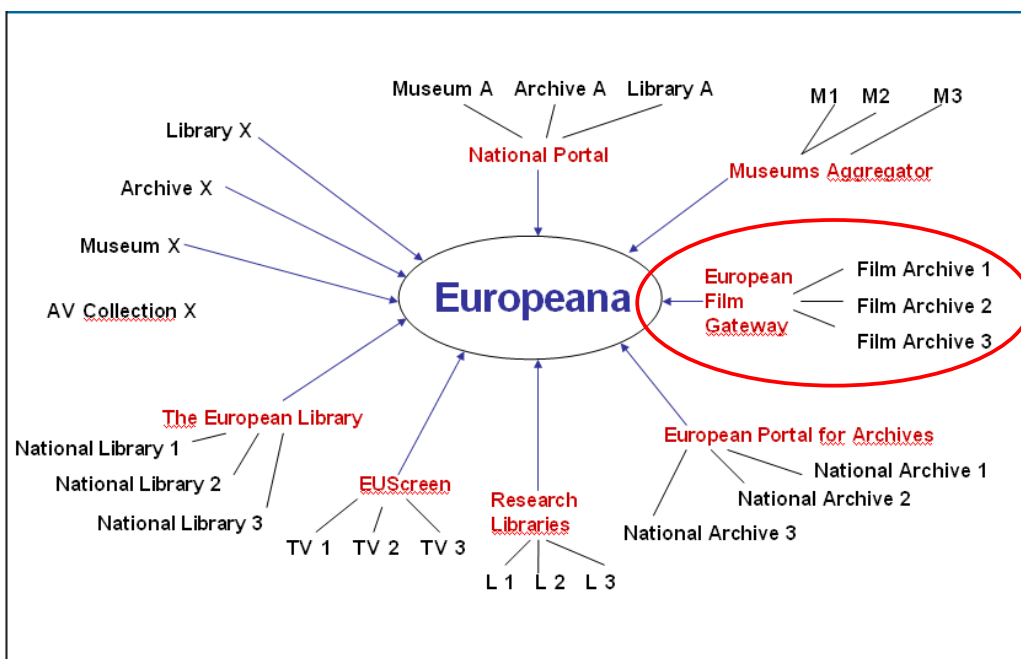 Museum A Archive A Library A
M1 M2 M3
Library X
National Portal
Museums Aggregator
Archive X
Museum X
European
Film
Gateway
Film Archive 1
Film Archive 2
Film Archive 3
Europeana
AV Collection X
The European Library
National Library 1
National Library 2
National Library 3
EUScreen
TV 1 TV 2 TV 3
Research
Libraries
L 1 L 2 L 3
European Portal for Archives
National Archive 1
National Archive 2
National Archive 3